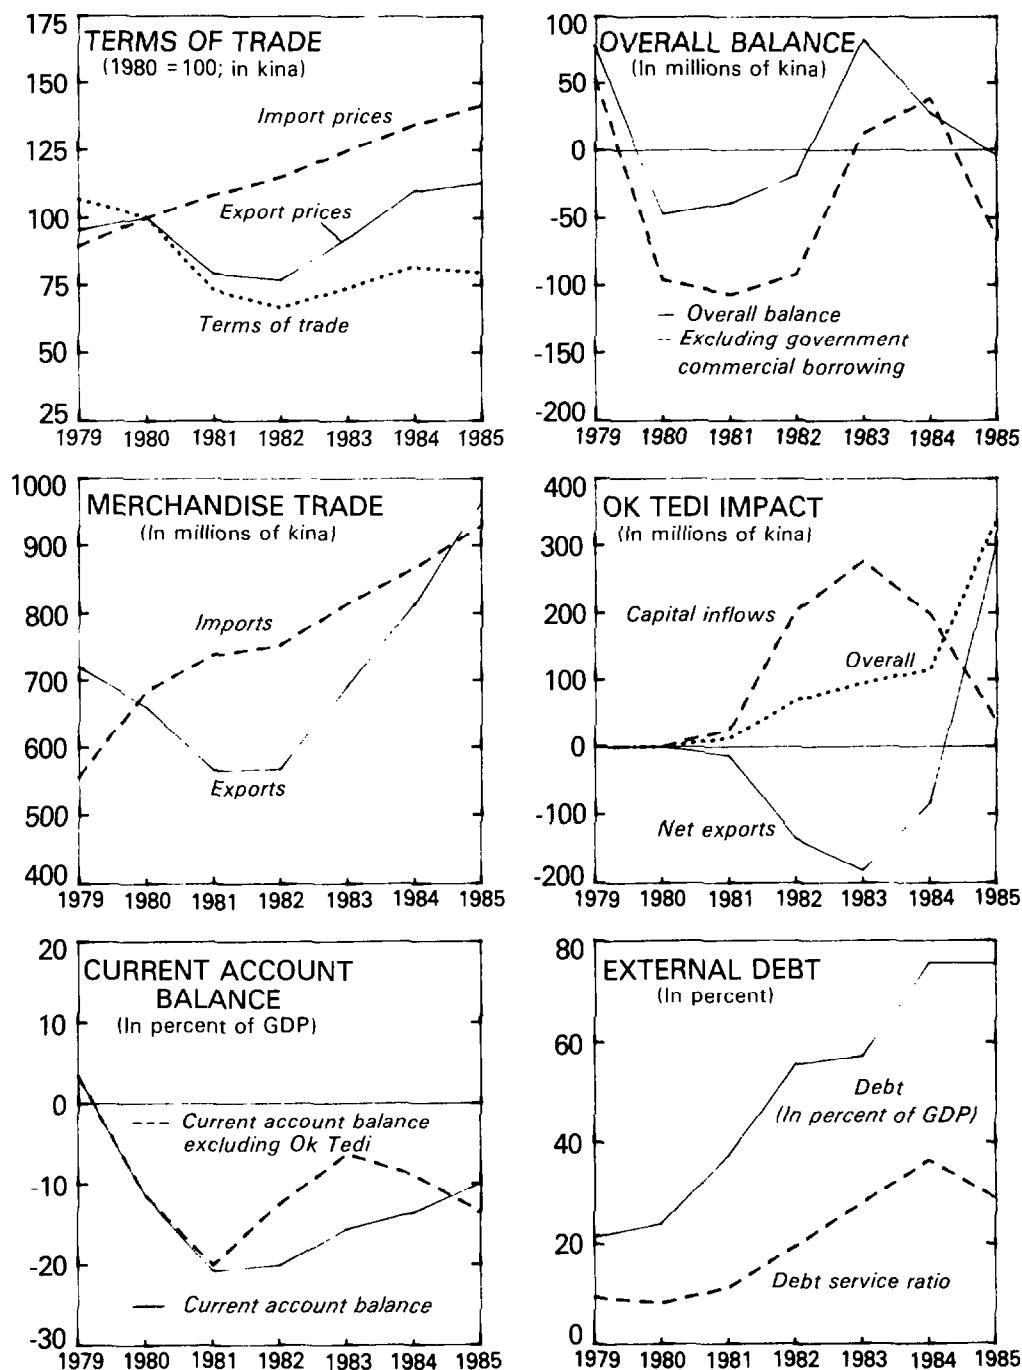 TERMS OF TRADE
(1980 = 100; in kina)
175
150
125
100
75
50
25
Import prices
Export prices
Terms of trade
1979 1980 1981 1982 1983 1984 1985
OVERALL BALANCE
(In millions of kina)
100
50
0
-50
-100
-150
-200
— Overall balance
-- Excluding government
commercial borrowing
1979 1980 1981 1982 1983 1984 1985
MERCHANDISE TRADE
(In millions of kina)
1000
900
800
700
600
500
400
Imports
Exports
1979 1980 1981 1982 1983 1984 1985
OK TEDI IMPACT
(In millions of kina)
400
300
200
100
0
-100
-200
Capital inflows
Overall
Net exports
1979 1980 1981 1982 1983 1984 1985
CURRENT ACCOUNT
BALANCE
(In percent of GDP)
20
10
0
-10
-20
-30
--- Current account balance
excluding Ok Tedi
— Current account balance
1979 1980 1981 1982 1983 1984 1985
EXTERNAL DEBT
(In percent)
80
60
40
20
0
Debt
(In percent of GDP)
Debt service ratio
1979 1980 1981 1982 1983 1984 1985